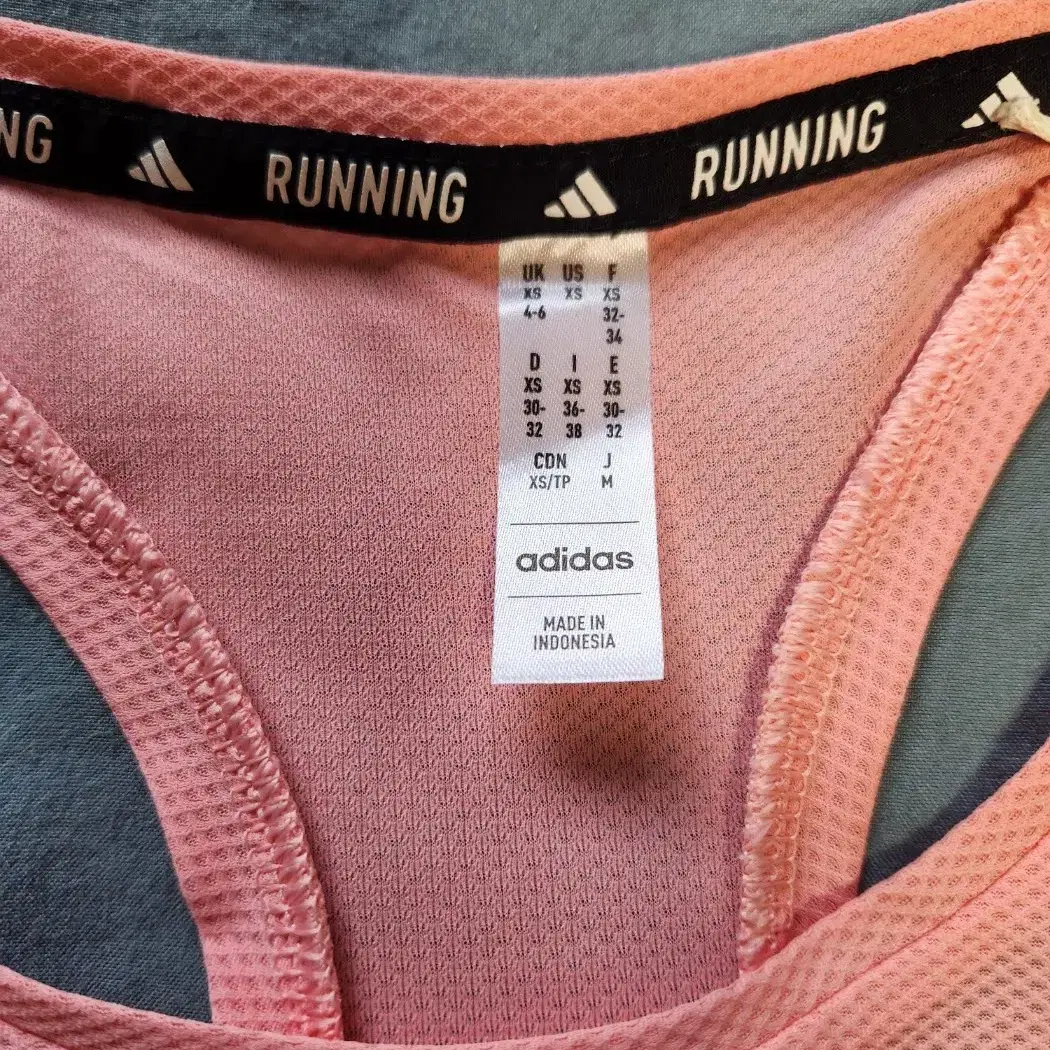 NG RUNNING RUNNING
UK US F
XS XS XS
4-6 32-
34
D I E
XS XS XS
30- 36- 30-
32 38 32
CDN J
XS/TP M
adidas
MADE IN
INDONESIA